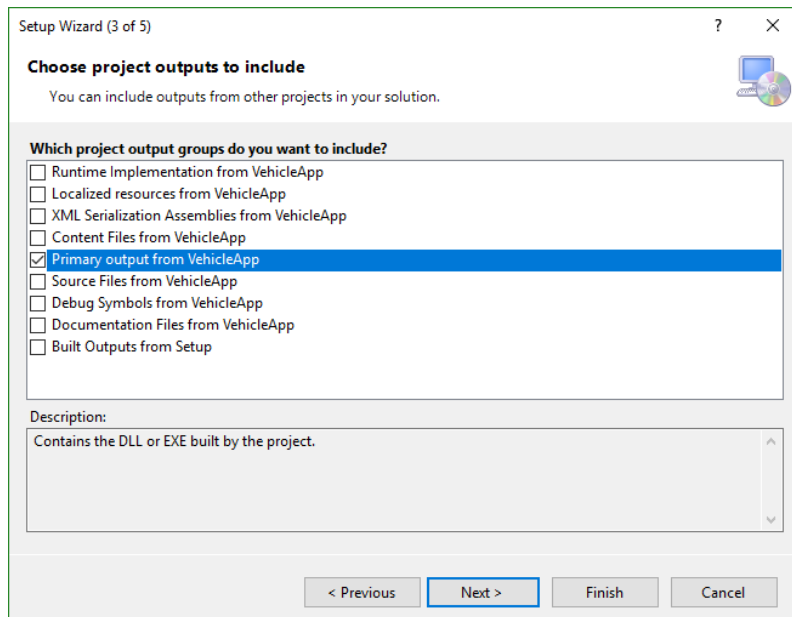 Setup Wizard (3 of 5)
?
Choose project outputs to include
You can include outputs from other projects in your solution.
Which project output groups do you want to include?
Runtime Implementation from VehicleApp
Localized resources from VehicleApp
XML Serialization Assemblies from VehicleApp
Content Files from VehicleApp
Primary output from VehicleApp
Source Files from VehicleApp
Debug Symbols from VehicleApp
Documentation Files from VehicleApp
Built Outputs from Setup
Description:
Contains the DLL or EXE built by the project.
< Previous Next > Finish Cancel